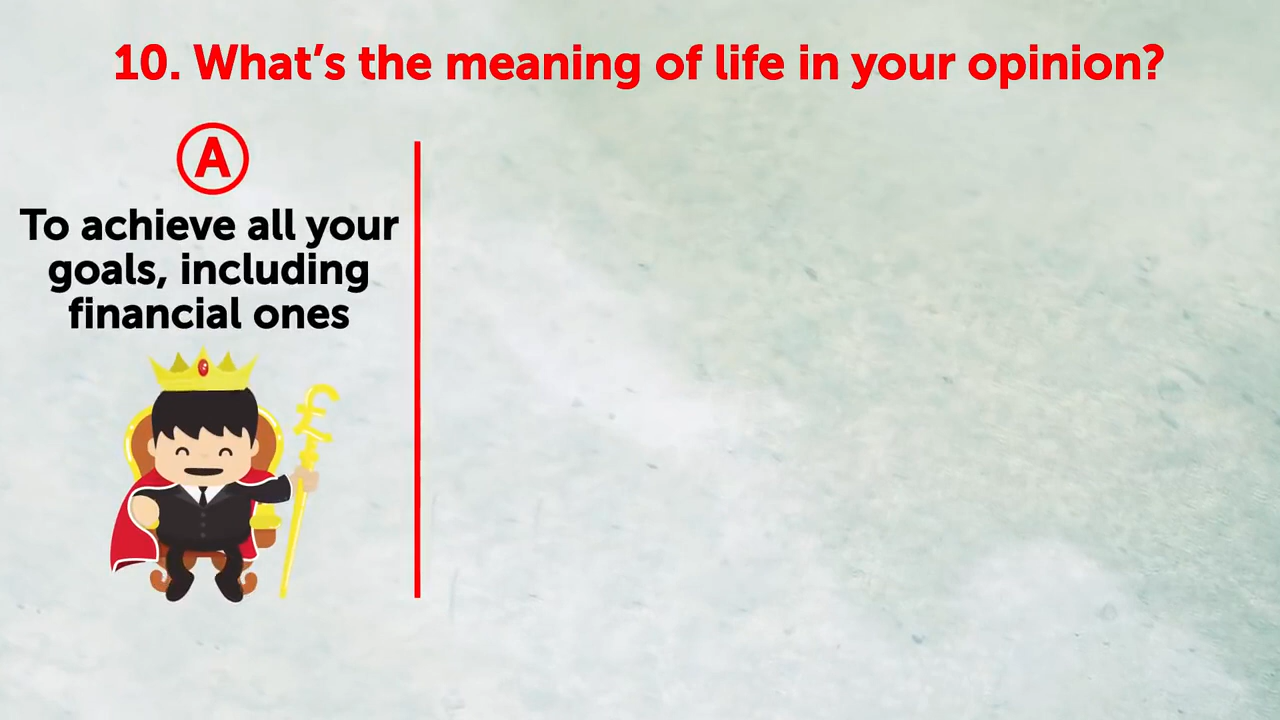 10. What’s the meaning of life in your opinion?
A
To achieve all your
goals, including
financial ones